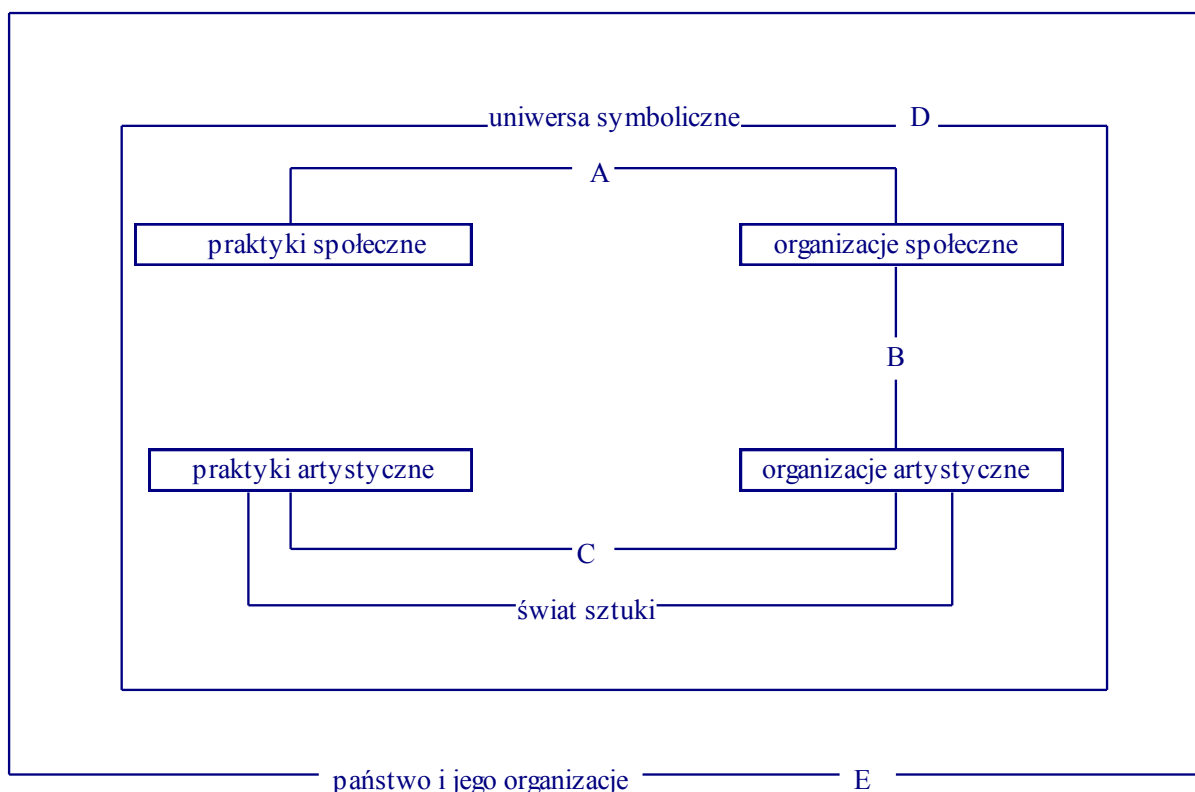 uniwersa symboliczne D
A
praktyki społeczne organizacje społeczne
B
praktyki artystyczne organizacje artystyczne
C
świat sztuki
państwo i jego organizacje E